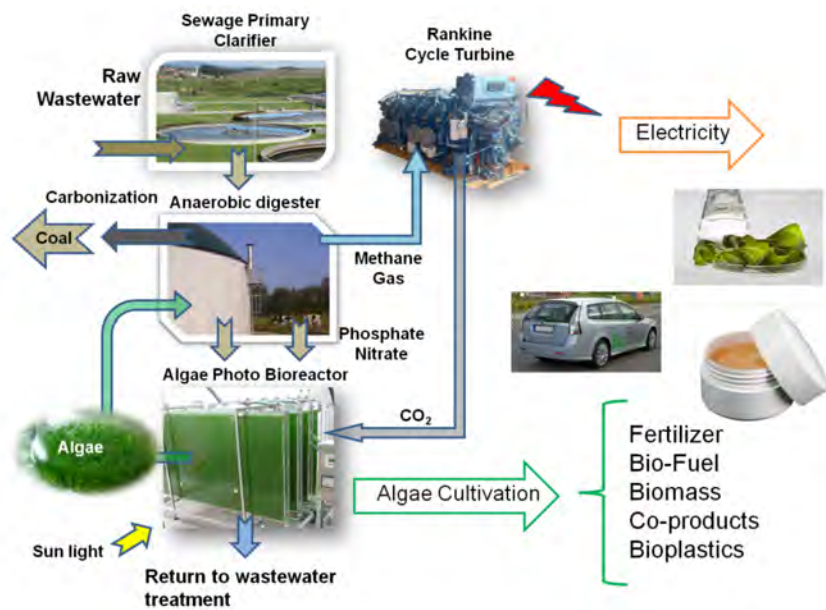 Sewage Primary
Clarifier
Rankine
Cycle Turbine
Raw
Wastewater
Electricity
Carbonization
Anaerobic digester
Coal
Methane
Gas
Phosphate
Nitrate
Algae Photo Bioreactor
CO₂
Algae
Algae Cultivation
Fertilizer
Bio-Fuel
Biomass
Co-products
Bioplastics
Sun light
Return to wastewater
treatment